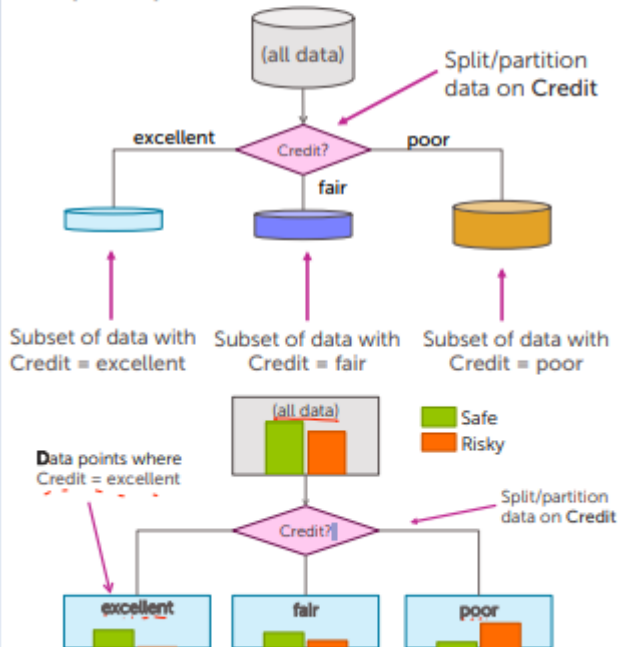 (all data)
Split/partition
data on Credit
excellent
Credit?
poor
fair
Subset of data with
Credit = excellent
Subset of data with
Credit = fair
Subset of data with
Credit = poor
(all data)
Safe
Risky
Data points where
Credit = excellent
Split/partition
data on Credit
Credit?
excellent
fair
poor